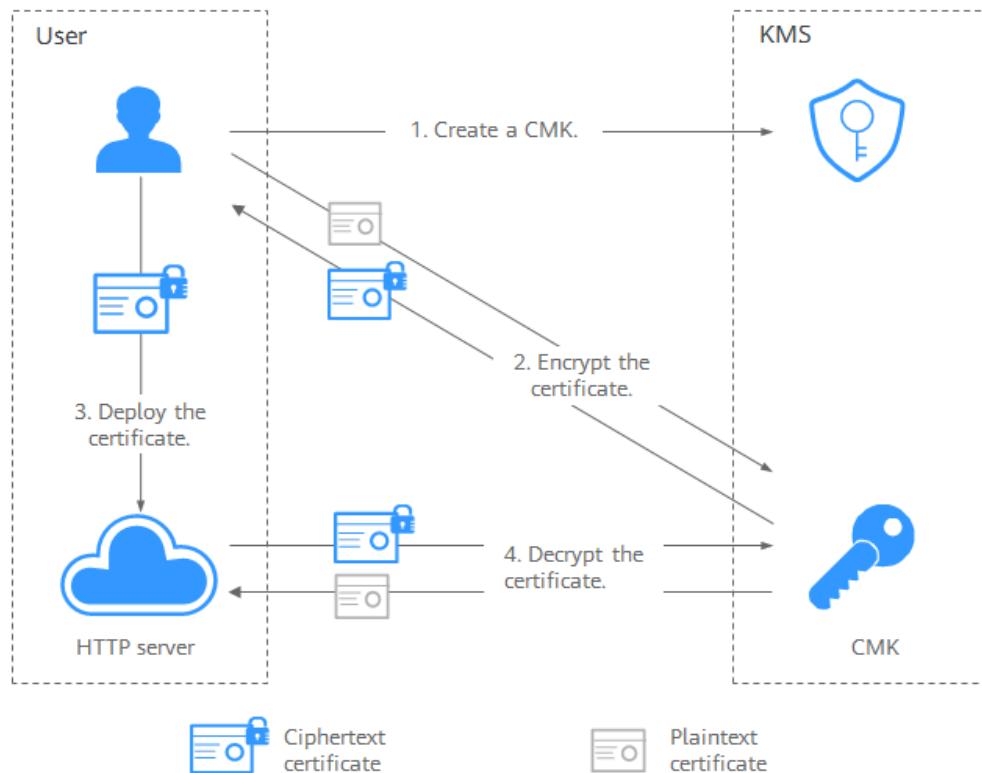 User
KMS
1. Create a CMK.
2. Encrypt the
certificate.
3. Deploy the
certificate.
4. Decrypt the
certificate.
HTTP server
CMK
Ciphertext
certificate
Plaintext
certificate